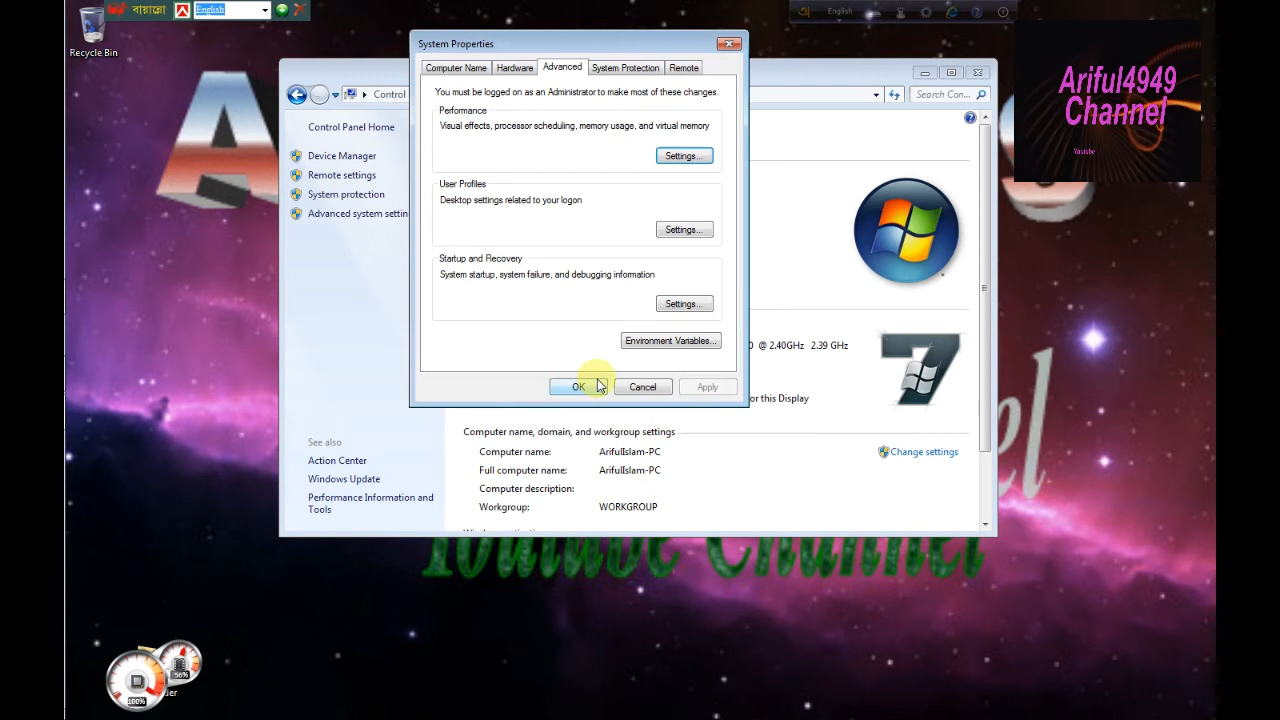 বায়ান্নো
English
English
Recycle Bin
Ariful4949
Channel
Youtube
System Properties
Computer Name
Hardware
Advanced
System Protection
Remote
You must be logged on as an Administrator to make most of these changes.
Performance
Visual effects, processor scheduling, memory usage, and virtual memory
Settings...
User Profiles
Desktop settings related to your logon
Settings...
Startup and Recovery
System startup, system failure, and debugging information
Settings...
Environment Variables...
OK
Cancel
Apply
Control
Search Con...
Control Panel Home
Device Manager
Remote settings
System protection
Advanced system settin
0 @ 2.40GHz 2.39 GHz
or this Display
Computer name, domain, and workgroup settings
Computer name: ArifulIslam-PC
Full computer name: ArifulIslam-PC
Computer description:
Workgroup: WORKGROUP
Change settings
See also
Action Center
Windows Update
Performance Information and
Tools
Youtube Channel
56%
100%